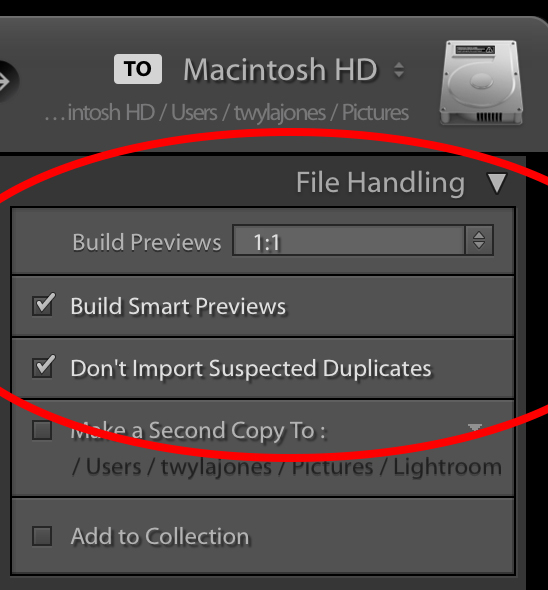 TO Macintosh HD
...intosh HD / Users / twylajones / Pictures
File Handling
Build Previews 1:1
Build Smart Previews
Don't Import Suspected Duplicates
Make a Second Copy To :
/ Users / twylajones / Pictures / Lightroom
Add to Collection